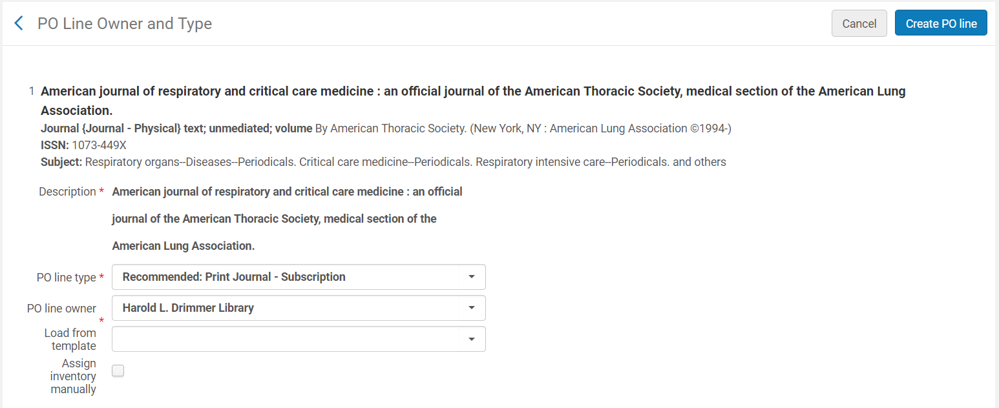 PO Line Owner and Type
Cancel
Create PO line
1 American journal of respiratory and critical care medicine : an official journal of the American Thoracic Society, medical section of the American Lung
Association.
Journal {Journal - Physical} text; unmediated; volume By American Thoracic Society. (New York, NY : American Lung Association ©1994-)
ISSN: 1073-449X
Subject: Respiratory organs--Diseases--Periodicals. Critical care medicine--Periodicals. Respiratory intensive care--Periodicals. and others
Description * American journal of respiratory and critical care medicine : an official
journal of the American Thoracic Society, medical section of the
American Lung Association.
PO line type * Recommended: Print Journal - Subscription
PO line owner * Harold L. Drimmer Library
Load from
template
Assign
inventory
manually